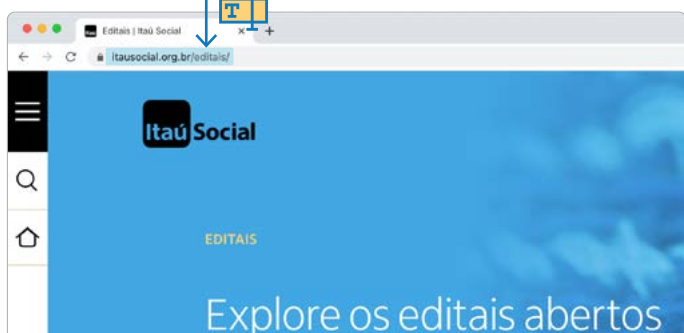 T
Editais | Itaú Social
itausocial.org.br/editais/
Itaú Social
EDITAIS
Explore os editais abertos